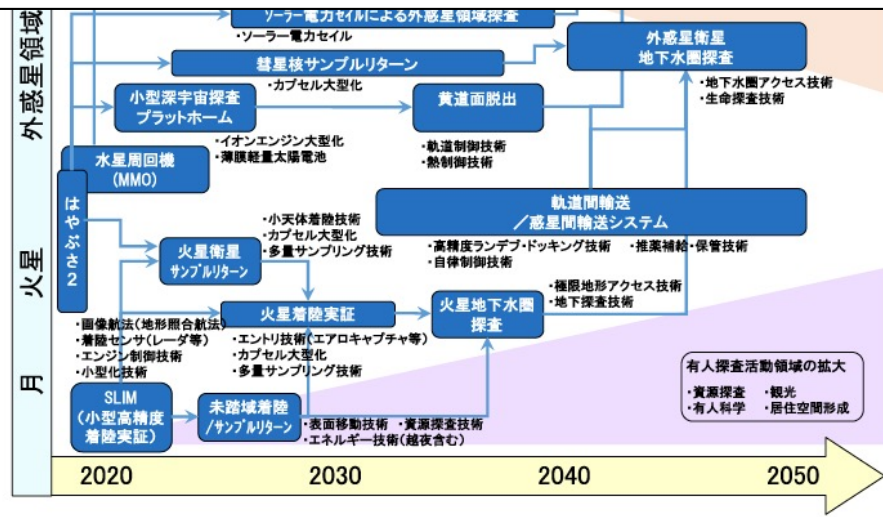 外惑星領域
火星
月
ソーラー電力セイルによる外惑星領域探査
・ソーラー電力セイル
彗星核サンプルリターン
・カプセル大型化
外惑星衛星
地下水圏探査
・地下水圏アクセス技術
・生命探査技術
小型深宇宙探査
プラットホーム
・イオンエンジン大型化
・薄膜軽量太陽電池
黄道面脱出
・軌道制御技術
・熱制御技術
水星周回機
(MMO)
はやぶさ2
軌道間輸送
／惑星間輸送システム
・高精度ランデブ・ドッキング技術 ・推薬補給・保管技術
・自律制御技術
・小天体着陸技術
・カプセル大型化
・多量サンプリング技術
火星衛星
サンプルリターン
火星着陸実証
・エントリ技術(エアロキャプチャ等)
・カプセル大型化
・多量サンプリング技術
火星地下水圏
探査
・極限地形アクセス技術
・地下探査技術
・画像航法(地形照合航法)
・着陸センサ(レーダ等)
・エンジン制御技術
・小型化技術
SLIM
(小型高精度
着陸実証)
未踏域着陸
/サンプルリターン
・表面移動技術 ・資源探査技術
・エネルギー技術(越夜含む)
有人探査活動領域の拡大
・資源探査 ・観光
・有人科学 ・居住空間形成
2020 2030 2040 2050